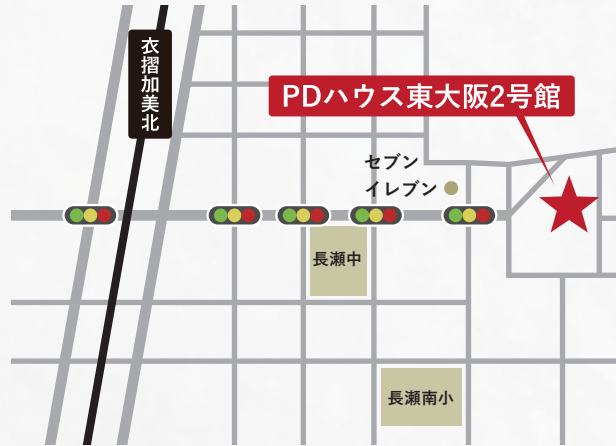 衣摺加美北
PDハウス東大阪2号館
セブン
イレブン
長瀬中
長瀬南小